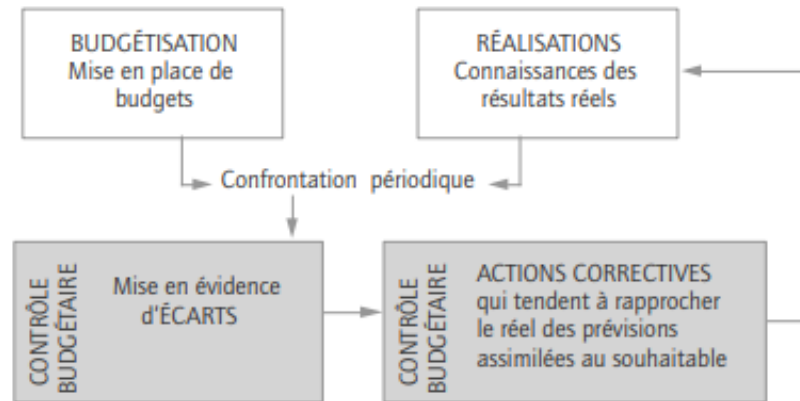 BUDGÉTISATION
Mise en place de
budgets
RÉALISATIONS
Connaissances des
résultats réels
Confrontation périodique
CONTRÔLE
BUDGÉTAIRE
Mise en évidence
d'ÉCARTS
CONTRÔLE
BUDGÉTAIRE
ACTIONS CORRECTIVES
qui tendent à rapprocher
le réel des prévisions
assimilées au souhaitable